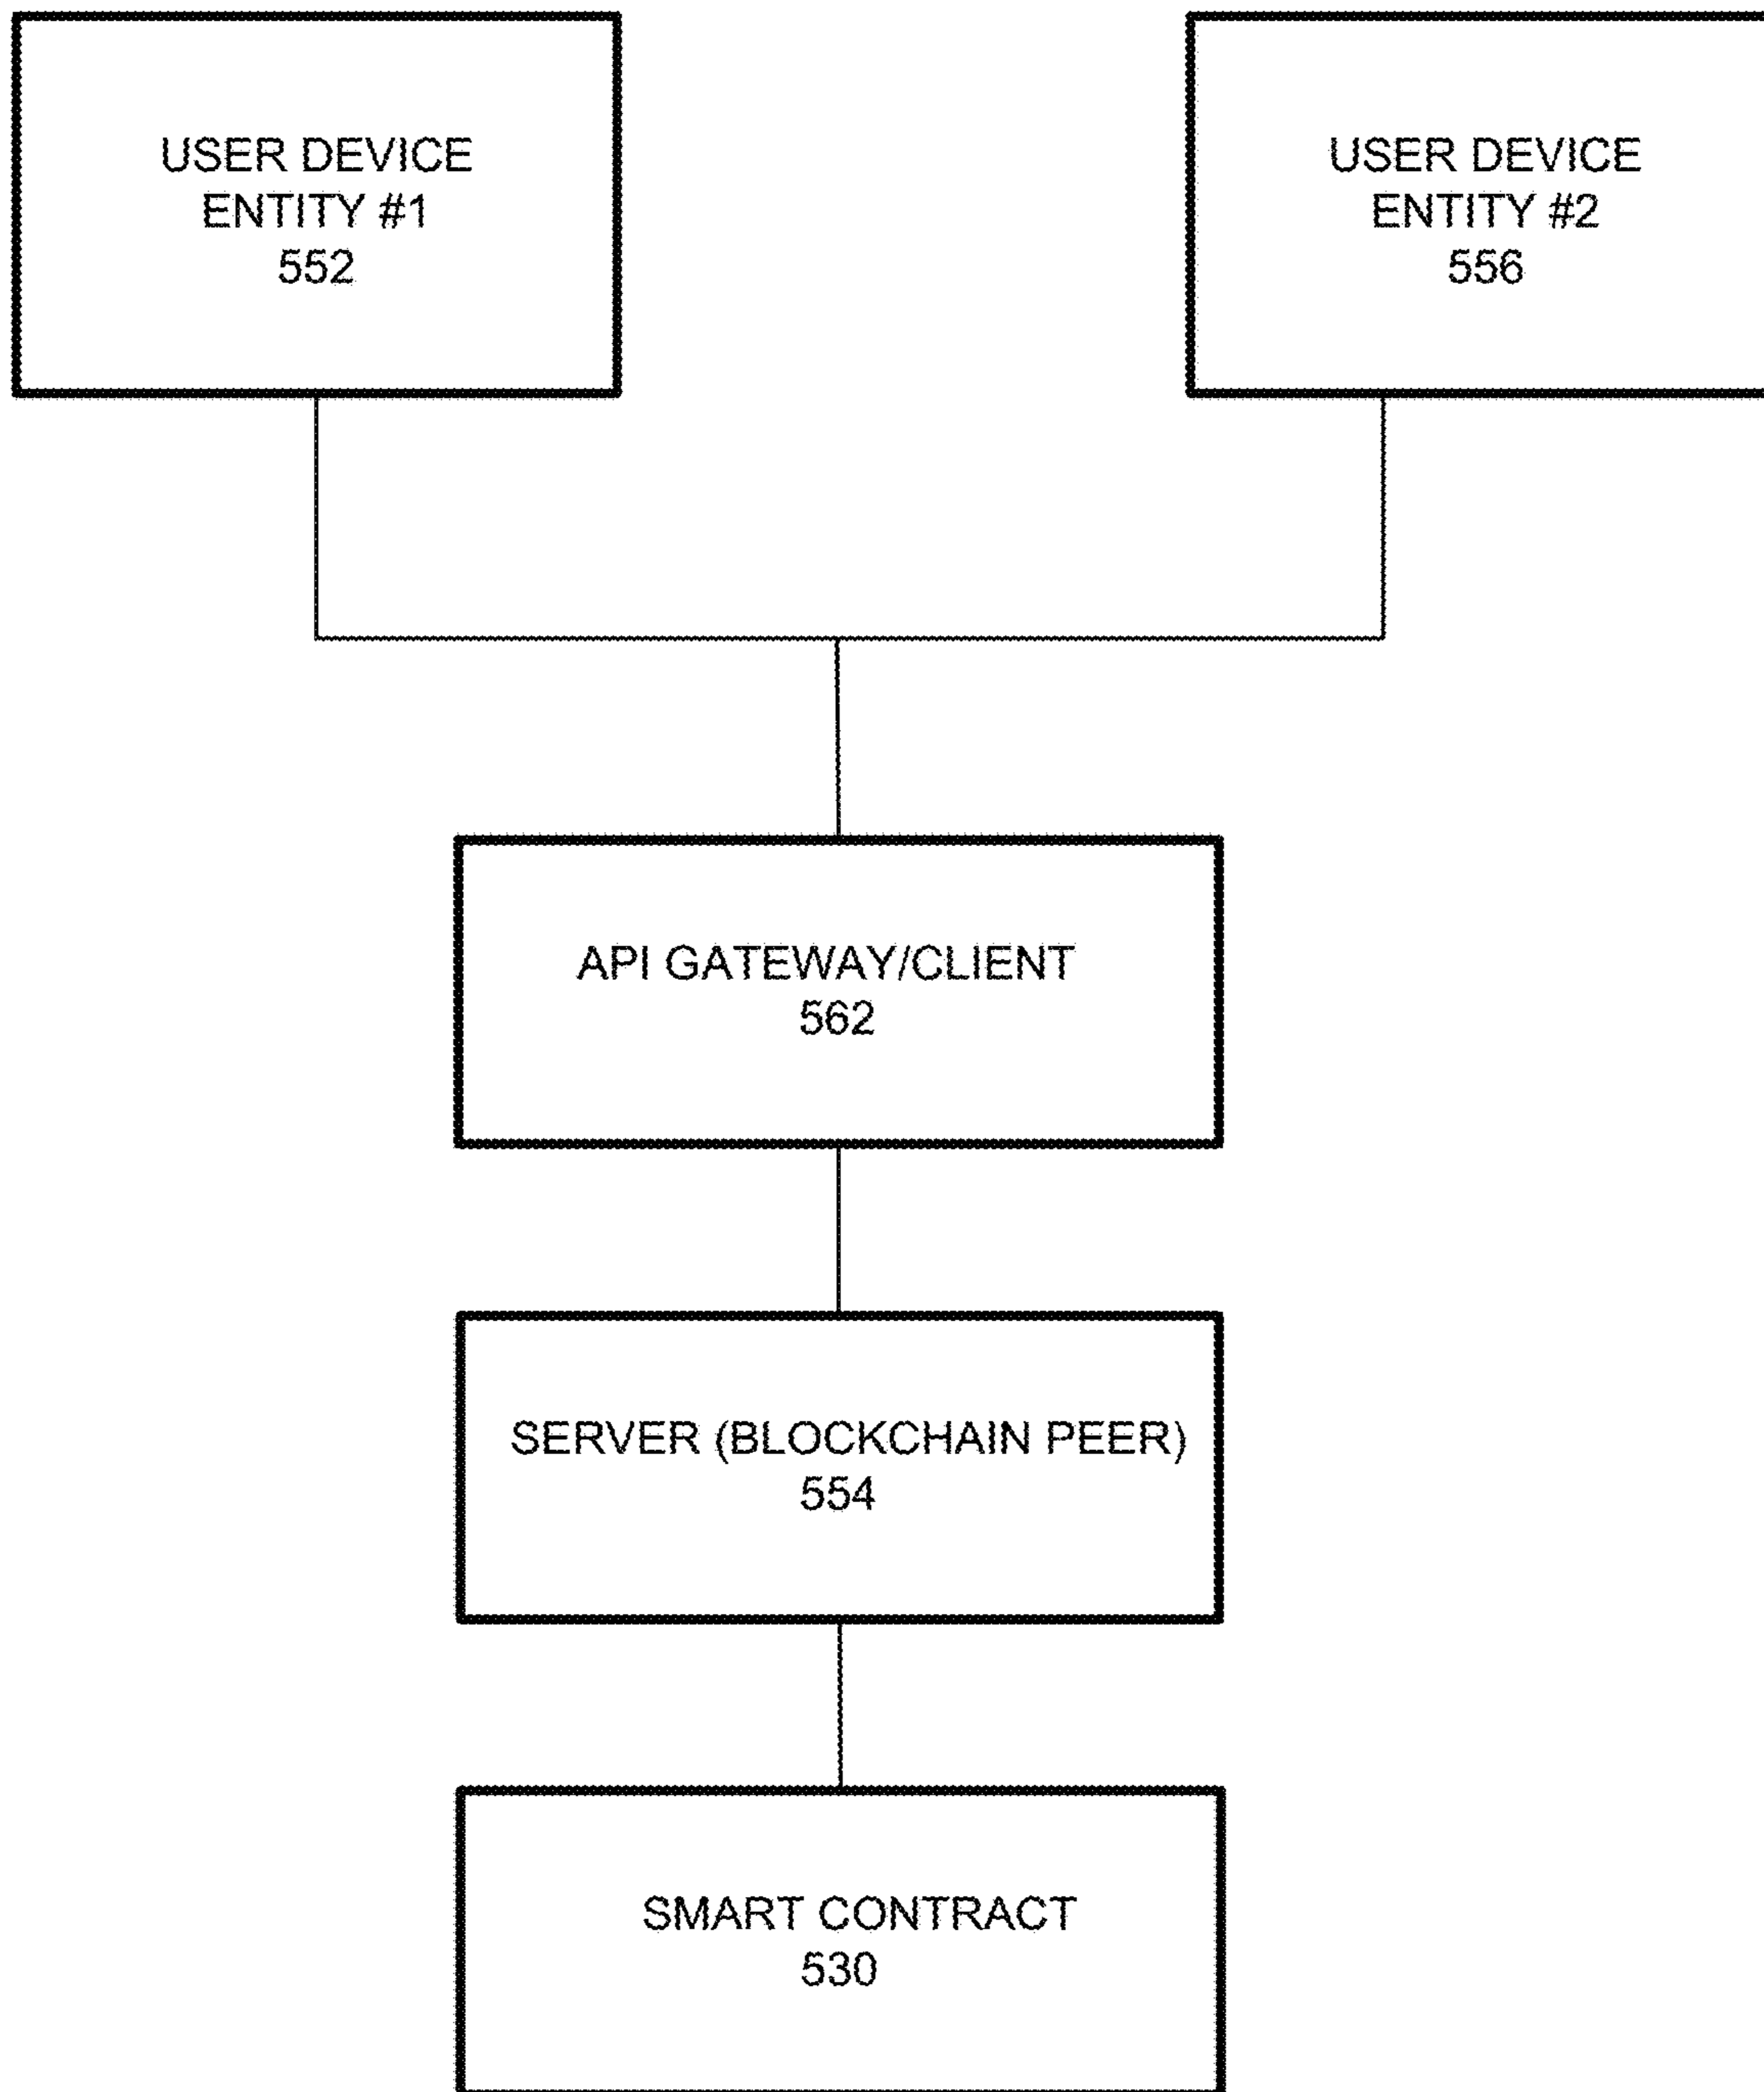 USER DEVICE
ENTITY #1
552
USER DEVICE
ENTITY #2
556
API GATEWAY/CLIENT
562
SERVER (BLOCKCHAIN PEER)
554
SMART CONTRACT
530